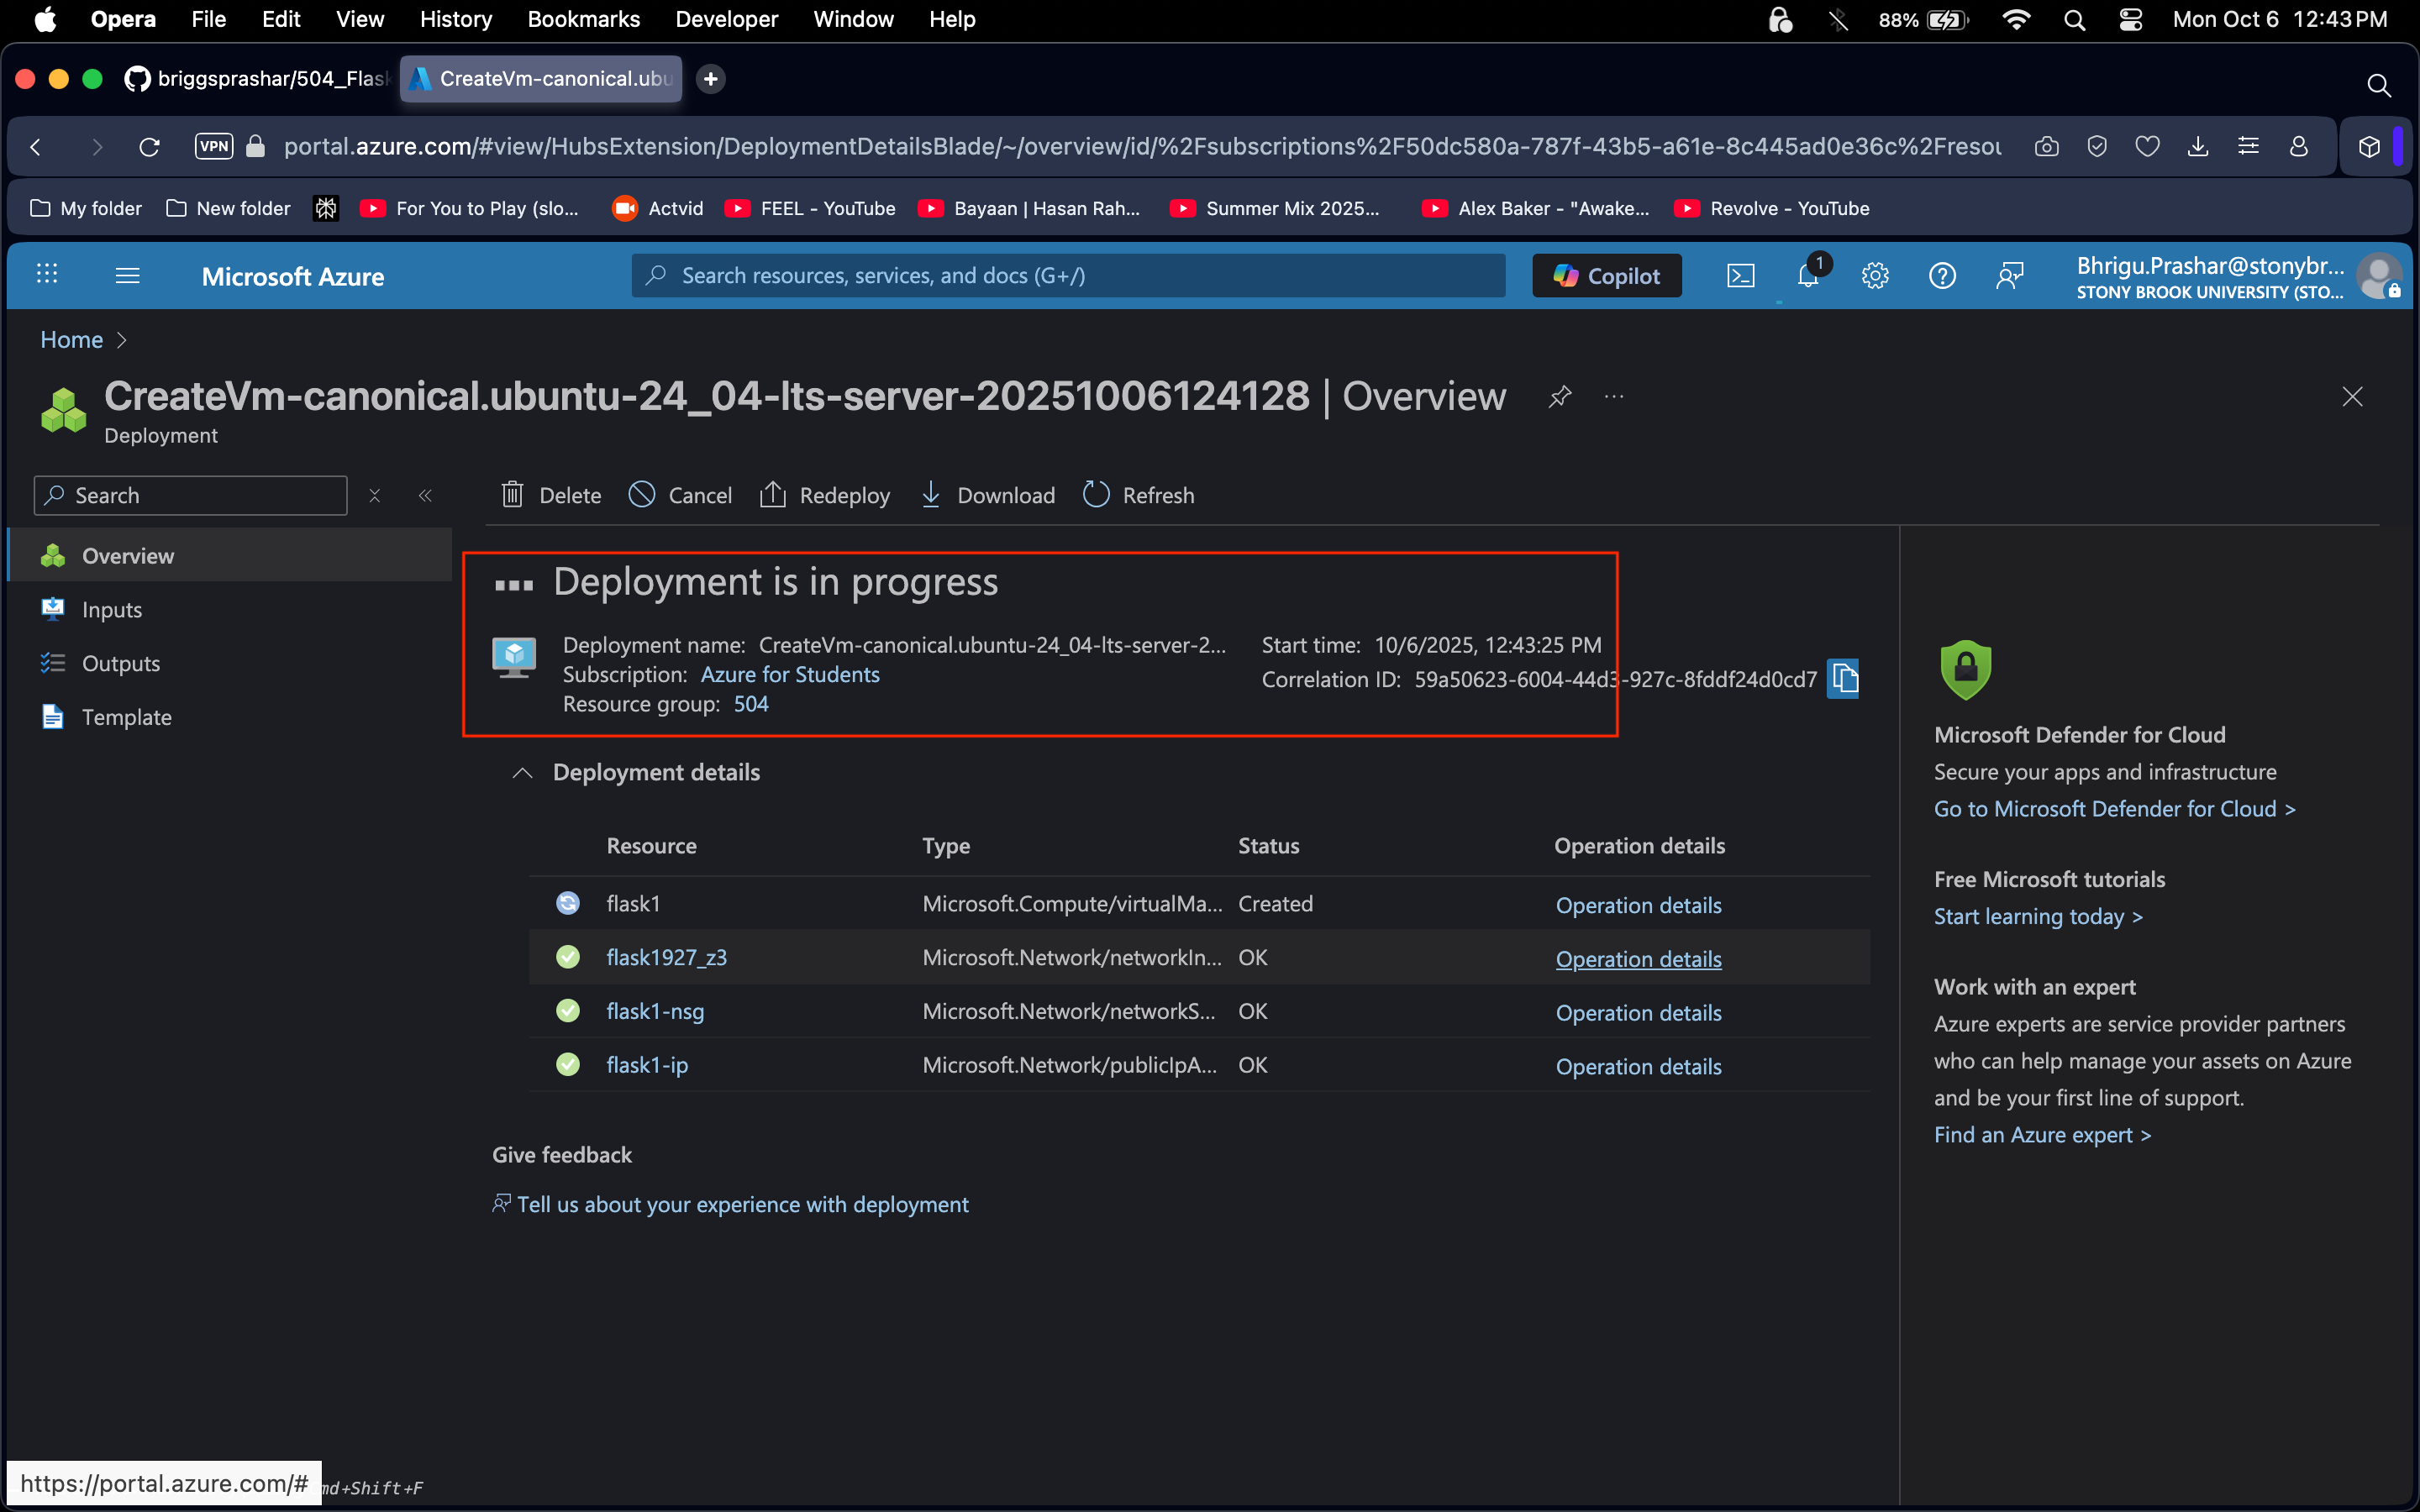 Opera File Edit View History Bookmarks Developer Window Help 88% Mon Oct 6 12:43 PM
briggsprashar/504_Flask CreateVm-canonical.ubu
VPN portal.azure.com/#view/HubsExtension/DeploymentDetailsBlade/~/overview/id/%2Fsubscriptions%2F50dc580a-787f-43b5-a61e-8c445ad0e36c%2Fresou
My folder New folder For You to Play (slo... Actvid FEEL - YouTube Bayaan | Hasan Rah... Summer Mix 2025... Alex Baker - "Awake... Revolve - YouTube
Microsoft Azure Search resources, services, and docs (G+/) Copilot 1 Bhrigu.Prashar@stonybr...
STONY BROOK UNIVERSITY (STO...
Home >
CreateVm-canonical.ubuntu-24_04-lts-server-20251006124128 | Overview ...
Deployment
Search Delete Cancel Redeploy Download Refresh
Overview
Inputs
Outputs
Template
Deployment is in progress
Deployment name: CreateVm-canonical.ubuntu-24_04-lts-server-2... Start time: 10/6/2025, 12:43:25 PM
Subscription: Azure for Students Correlation ID: 59a50623-6004-44d3-927c-8fddf24d0cd7
Resource group: 504
Deployment details
Resource Type Status Operation details
flask1 Microsoft.Compute/virtualMa... Created Operation details
flask1927_z3 Microsoft.Network/networkIn... OK Operation details
flask1-nsg Microsoft.Network/networkS... OK Operation details
flask1-ip Microsoft.Network/publicIpA... OK Operation details
Give feedback
Tell us about your experience with deployment
Microsoft Defender for Cloud
Secure your apps and infrastructure
Go to Microsoft Defender for Cloud >
Free Microsoft tutorials
Start learning today >
Work with an expert
Azure experts are service provider partners
who can help manage your assets on Azure
and be your first line of support.
Find an Azure expert >
https://portal.azure.com/# md+Shift+F